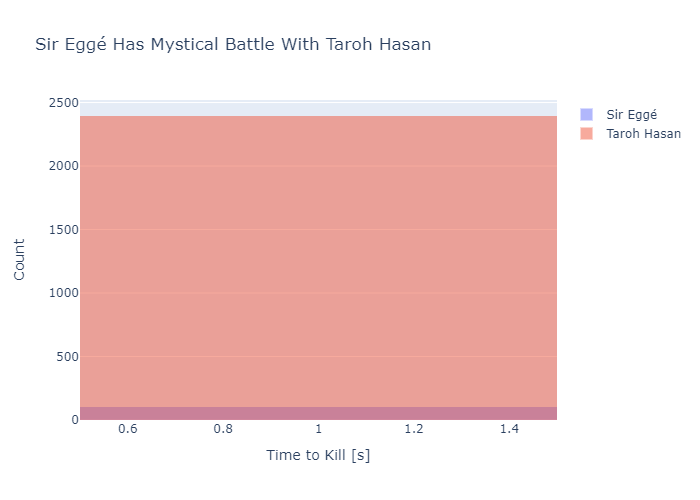 Sir Eggé Has Mystical Battle With Taroh Hasan
Sir Eggé
Taroh Hasan
2500
2000
1500
1000
500
0
Count
0.6 0.8 1 1.2 1.4
Time to Kill [s]